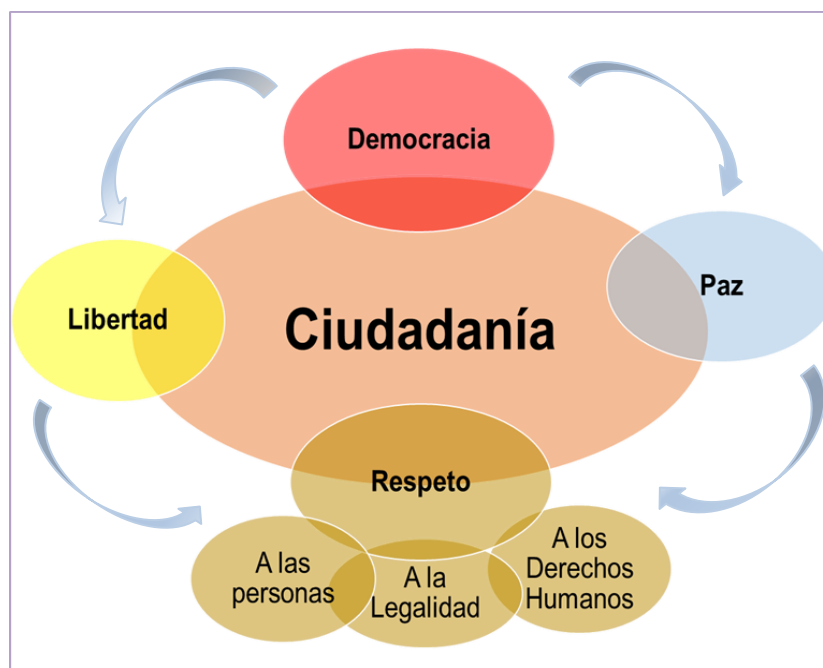 Democracia
Libertad
Paz
Ciudadanía
Respeto
A las
personas
A la
Legalidad
A los
Derechos
Humanos